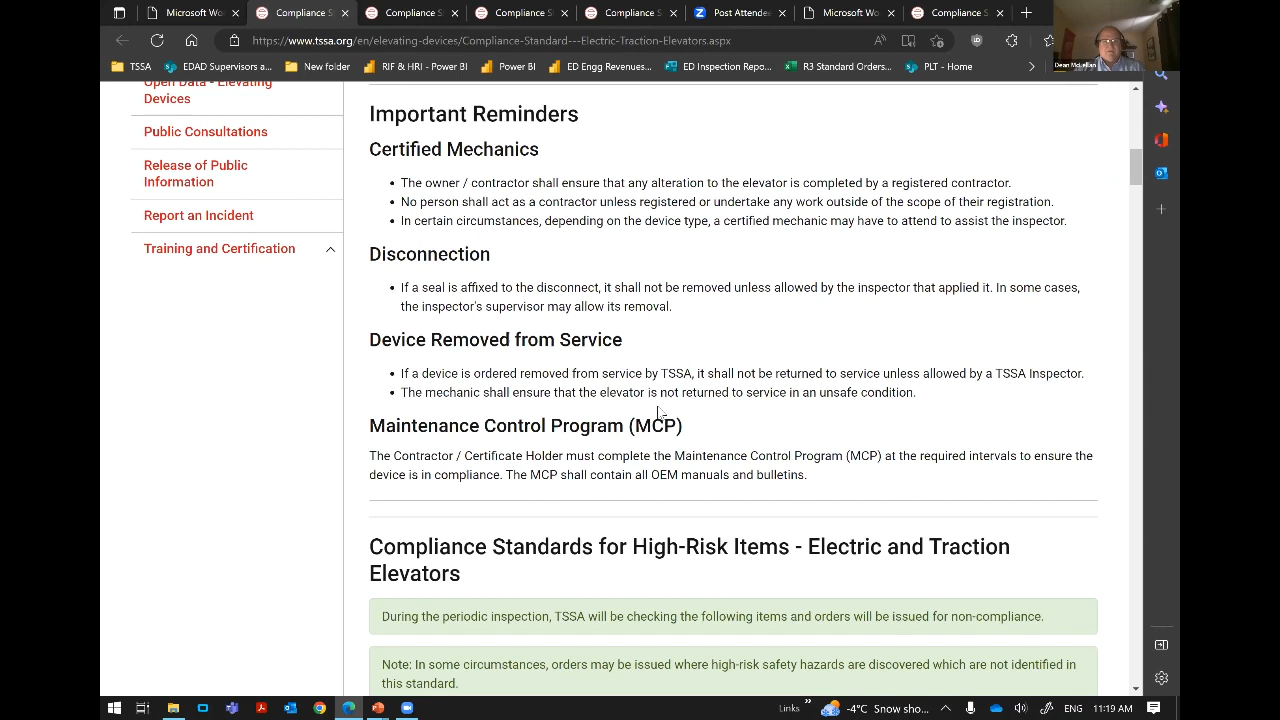 Microsoft Wo
Compliance S
Compliance S
Compliance S
Compliance S
Post Attende
Microsoft Wo
Compliance S
https://www.tssa.org/en/elevating-devices/Compliance-Standard---Electric-Traction-Elevators.aspx
TSSA
EDAD Supervisors a...
New folder
RIF & HRI - Power BI
Power BI
ED Engg Revenues...
ED Inspection Repo...
R3 Standard Orders...
PLT - Home
Dean McLellan
Open Data - Elevating
Devices
Public Consultations
Release of Public
Information
Report an Incident
Training and Certification
Important Reminders
Certified Mechanics
• The owner / contractor shall ensure that any alteration to the elevator is completed by a registered contractor.
• No person shall act as a contractor unless registered or undertake any work outside of the scope of their registration.
• In certain circumstances, depending on the device type, a certified mechanic may have to attend to assist the inspector.
Disconnection
• If a seal is affixed to the disconnect, it shall not be removed unless allowed by the inspector that applied it. In some cases,
the inspector's supervisor may allow its removal.
Device Removed from Service
• If a device is ordered removed from service by TSSA, it shall not be returned to service unless allowed by a TSSA Inspector.
• The mechanic shall ensure that the elevator is not returned to service in an unsafe condition.
Maintenance Control Program (MCP)
The Contractor / Certificate Holder must complete the Maintenance Control Program (MCP) at the required intervals to ensure the
device is in compliance. The MCP shall contain all OEM manuals and bulletins.
Compliance Standards for High-Risk Items - Electric and Traction
Elevators
During the periodic inspection, TSSA will be checking the following items and orders will be issued for non-compliance.
Note: In some circumstances, orders may be issued where high-risk safety hazards are discovered which are not identified in
this standard.
Links
-4°C Snow sho...
ENG
11:19 AM